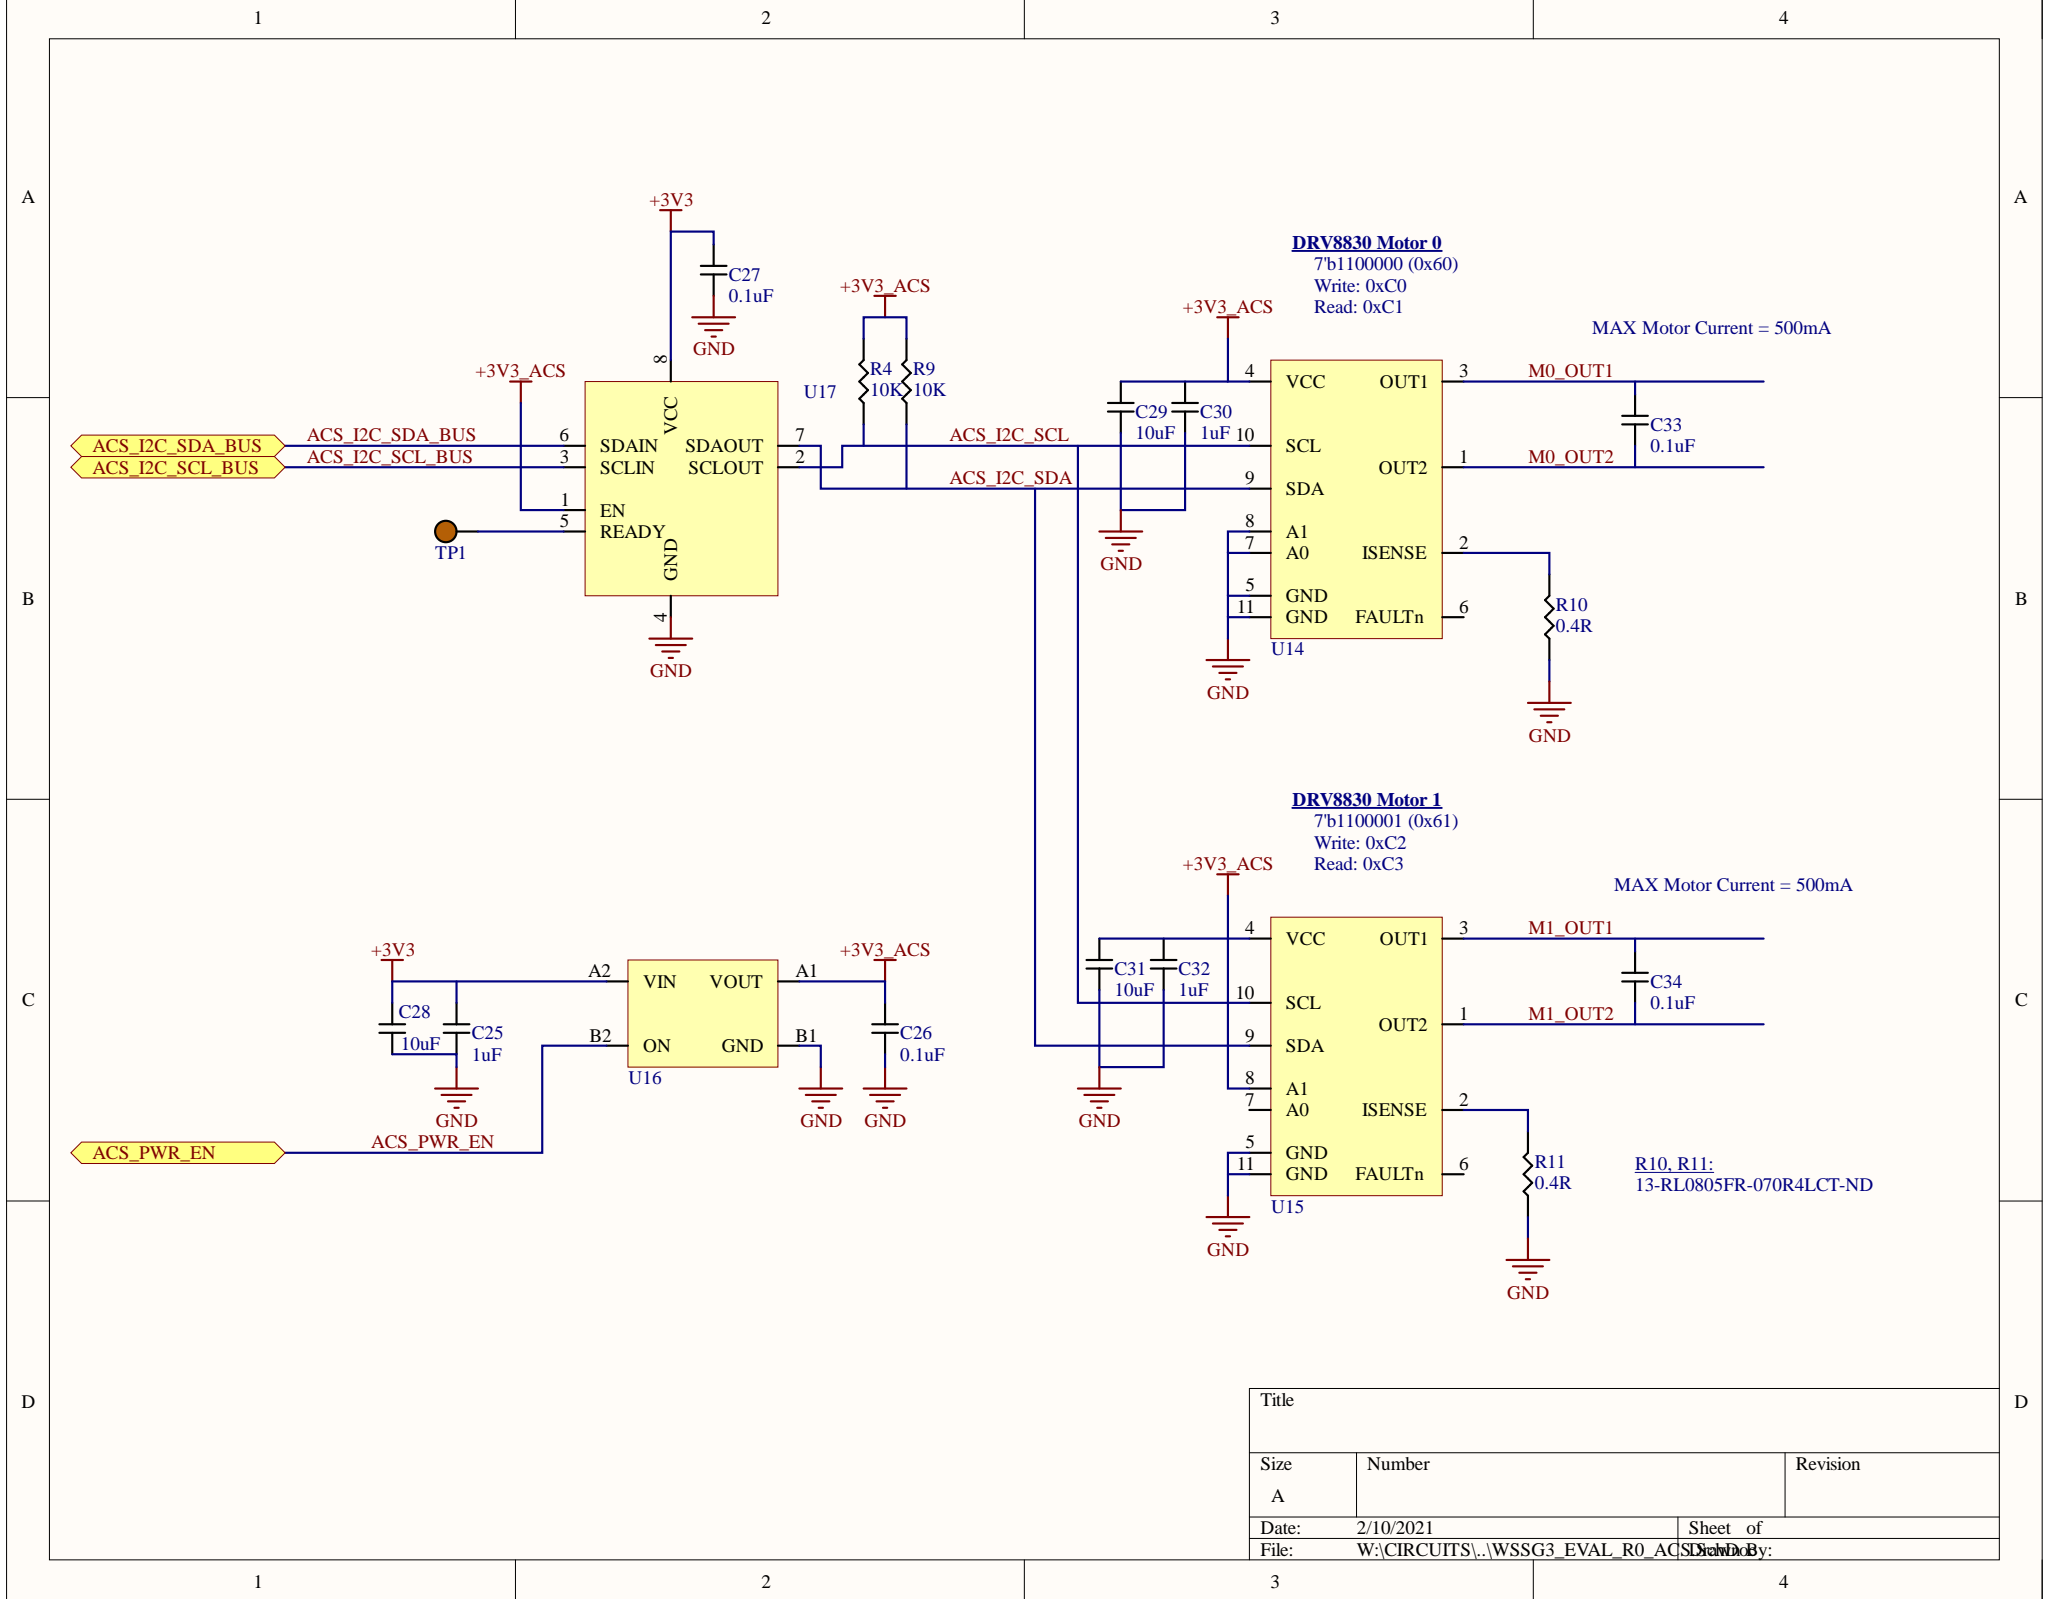 1
2
3
4
A
A
+3V3
C27
0.1uF
GND
DRV8830 Motor 0
7'b1100000 (0x60)
Write: 0xC0
Read: 0xC1
+3V3_ACS
+3V3_ACS
MAX Motor Current = 500mA
+3V3_ACS
8
R4
10K
R9
10K
U17
VCC
ACS_I2C_SDA_BUS
ACS_I2C_SDA_BUS
6
SDAIN
SDAOUT
7
ACS_I2C_SCL_BUS
ACS_I2C_SCL_BUS
3
SCLIN
SCLOUT
2
1
EN
5
READY
TP1
GND
4
GND
ACS_I2C_SCL
ACS_I2C_SDA
C29
10uF
C30
1uF
GND
4
VCC
OUT1
3
M0_OUT1
10
SCL
C33
0.1uF
OUT2
1
M0_OUT2
9
SDA
8
A1
7
A0
ISENSE
2
5
GND
11
GND
FAULTn
6
U14
GND
R10
0.4R
GND
B
B
DRV8830 Motor 1
7'b1100001 (0x61)
Write: 0xC2
Read: 0xC3
+3V3_ACS
MAX Motor Current = 500mA
+3V3
C28
10uF
C25
1uF
GND
A2
VIN
VOUT
A1
B2
ON
GND
B1
U16
GND
+3V3_ACS
C26
0.1uF
GND
ACS_PWR_EN
ACS_PWR_EN
C31
10uF
C32
1uF
GND
4
VCC
OUT1
3
M1_OUT1
10
SCL
C34
0.1uF
OUT2
1
M1_OUT2
9
SDA
8
A1
7
A0
ISENSE
2
5
GND
11
GND
FAULTn
6
U15
GND
R11
0.4R
GND
R10, R11:
13-RL0805FR-070R4LCT-ND
C
C
D
D
Title
Size
A
Number
Revision
Date:
2/10/2021
Sheet of
File:
W:\CIRCUITS\..\WSSG3_EVAL_R0_ACS.SchDoc
Drawn By:
1
2
3
4